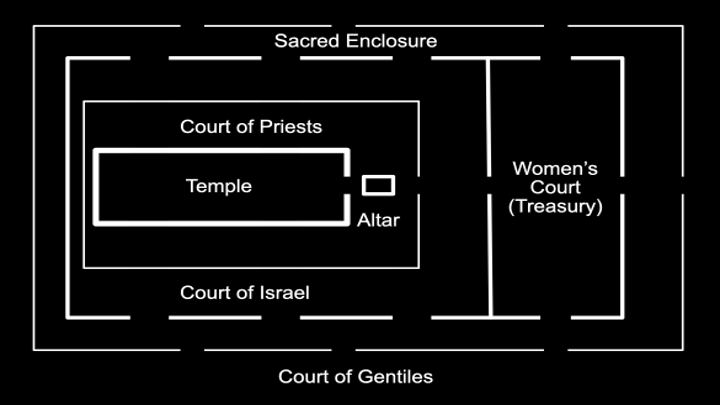 Sacred Enclosure
Court of Priests
Temple
Altar
Women's
Court
(Treasury)
Court of Israel
Court of Gentiles